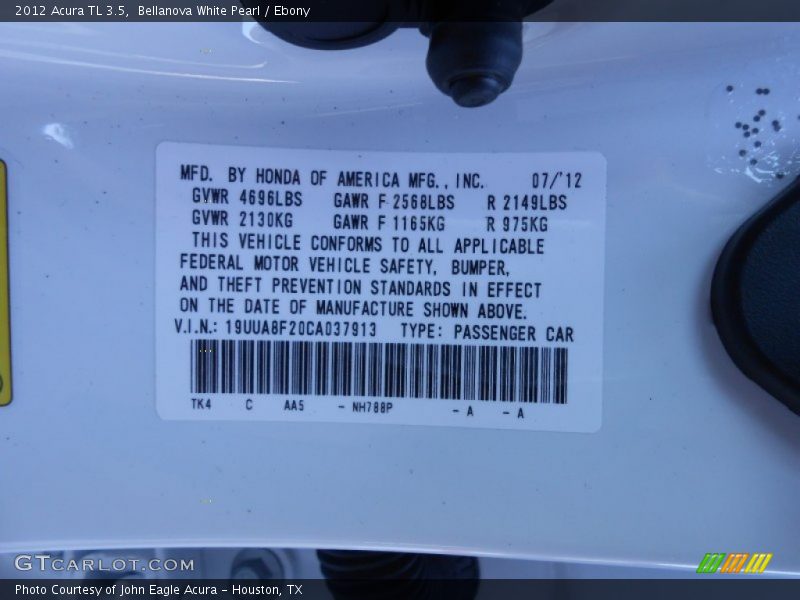 2012 Acura TL 3.5, Bellanova White Pearl / Ebony
MFD. BY HONDA OF AMERICA MFG., INC. 07/'12
GVWR 4696LBS GAWR F 2568LBS R 2149LBS
GVWR 2130KG GAWR F 1165KG R 975KG
THIS VEHICLE CONFORMS TO ALL APPLICABLE
FEDERAL MOTOR VEHICLE SAFETY, BUMPER,
AND THEFT PREVENTION STANDARDS IN EFFECT
ON THE DATE OF MANUFACTURE SHOWN ABOVE.
V.I.N.: 19UUA8F20CA037913 TYPE: PASSENGER CAR
TK4 C AA5 - NH788P - A - A
GTCARLOT.COM
Photo Courtesy of John Eagle Acura - Houston, TX